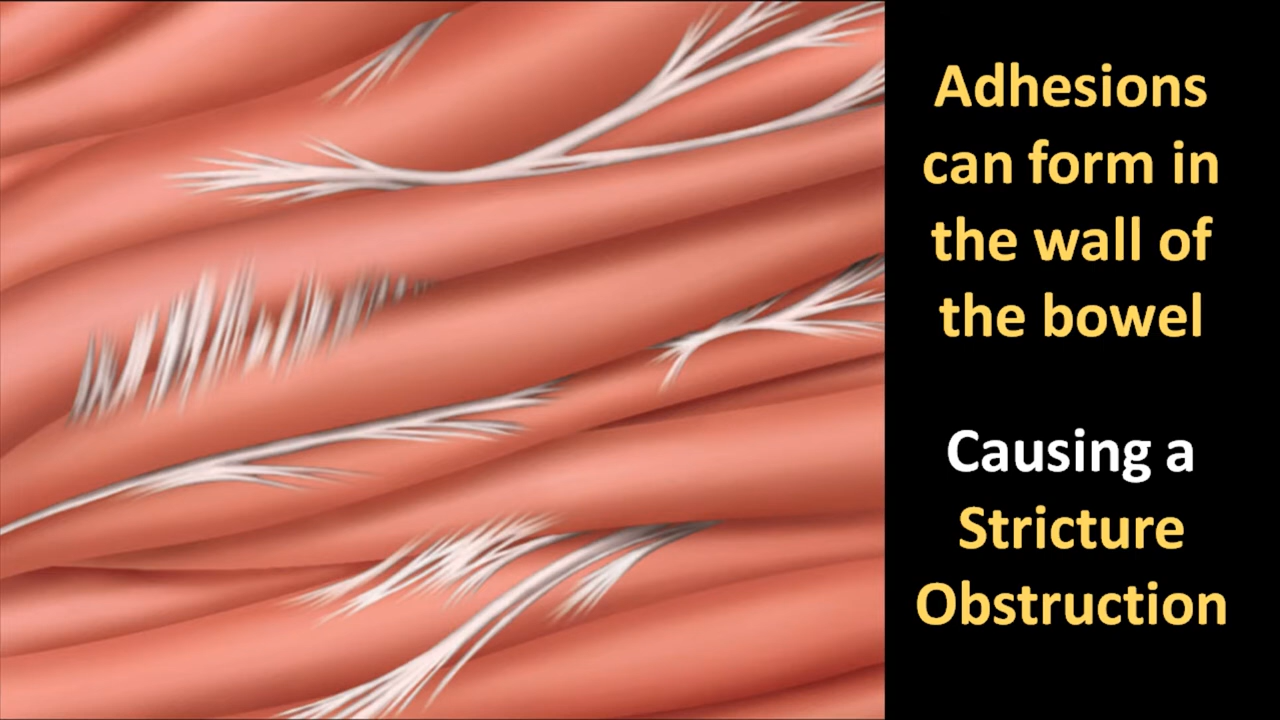 Adhesions
can form in
the wall of
the bowel
Causing a
Stricture
Obstruction